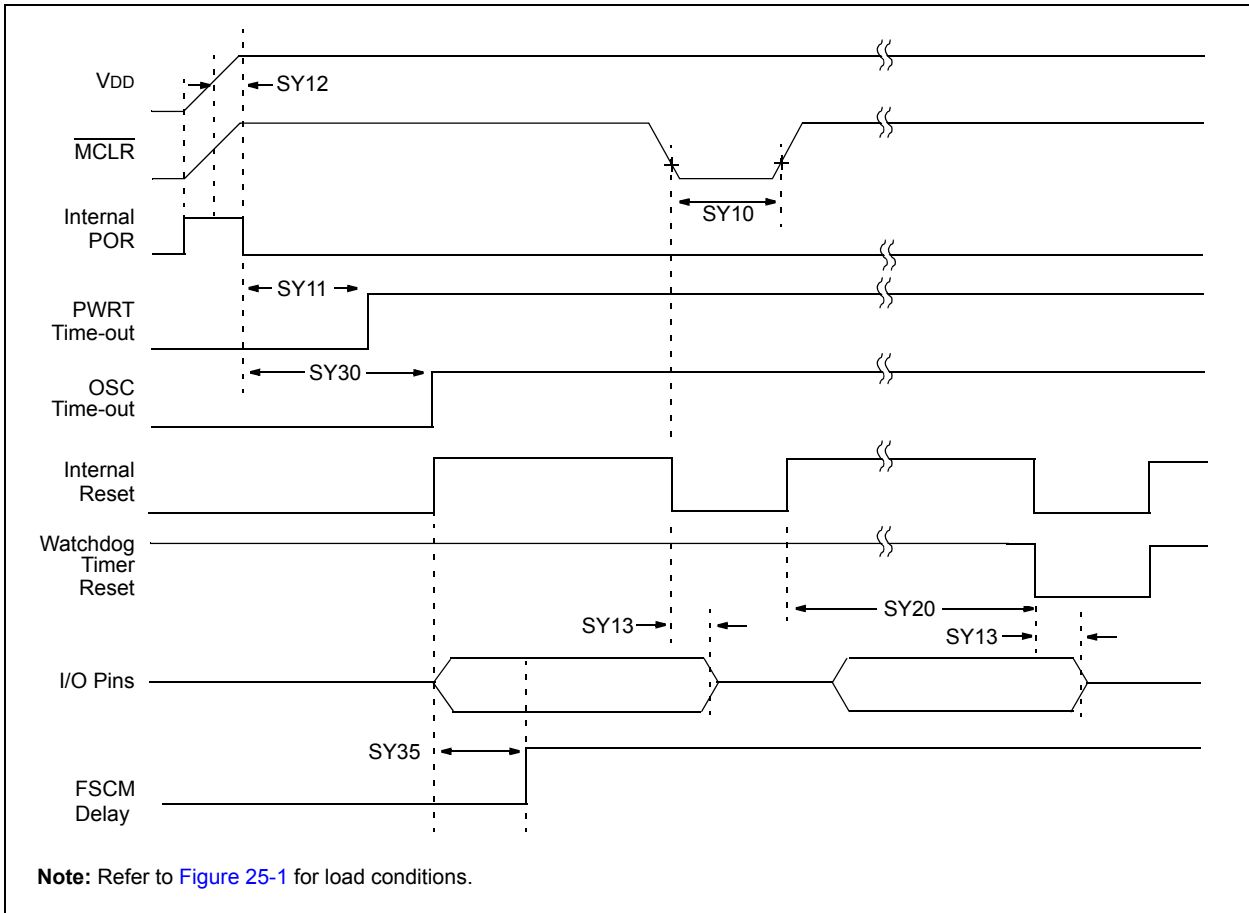 VDD
SY12
MCLR
SY10
Internal
POR
SY11
PWRT
Time-out
SY30
OSC
Time-out
Internal
Reset
Watchdog
Timer
Reset
SY20
SY13
SY13
I/O Pins
SY35
FSCM
Delay
Note: Refer to Figure 25-1 for load conditions.